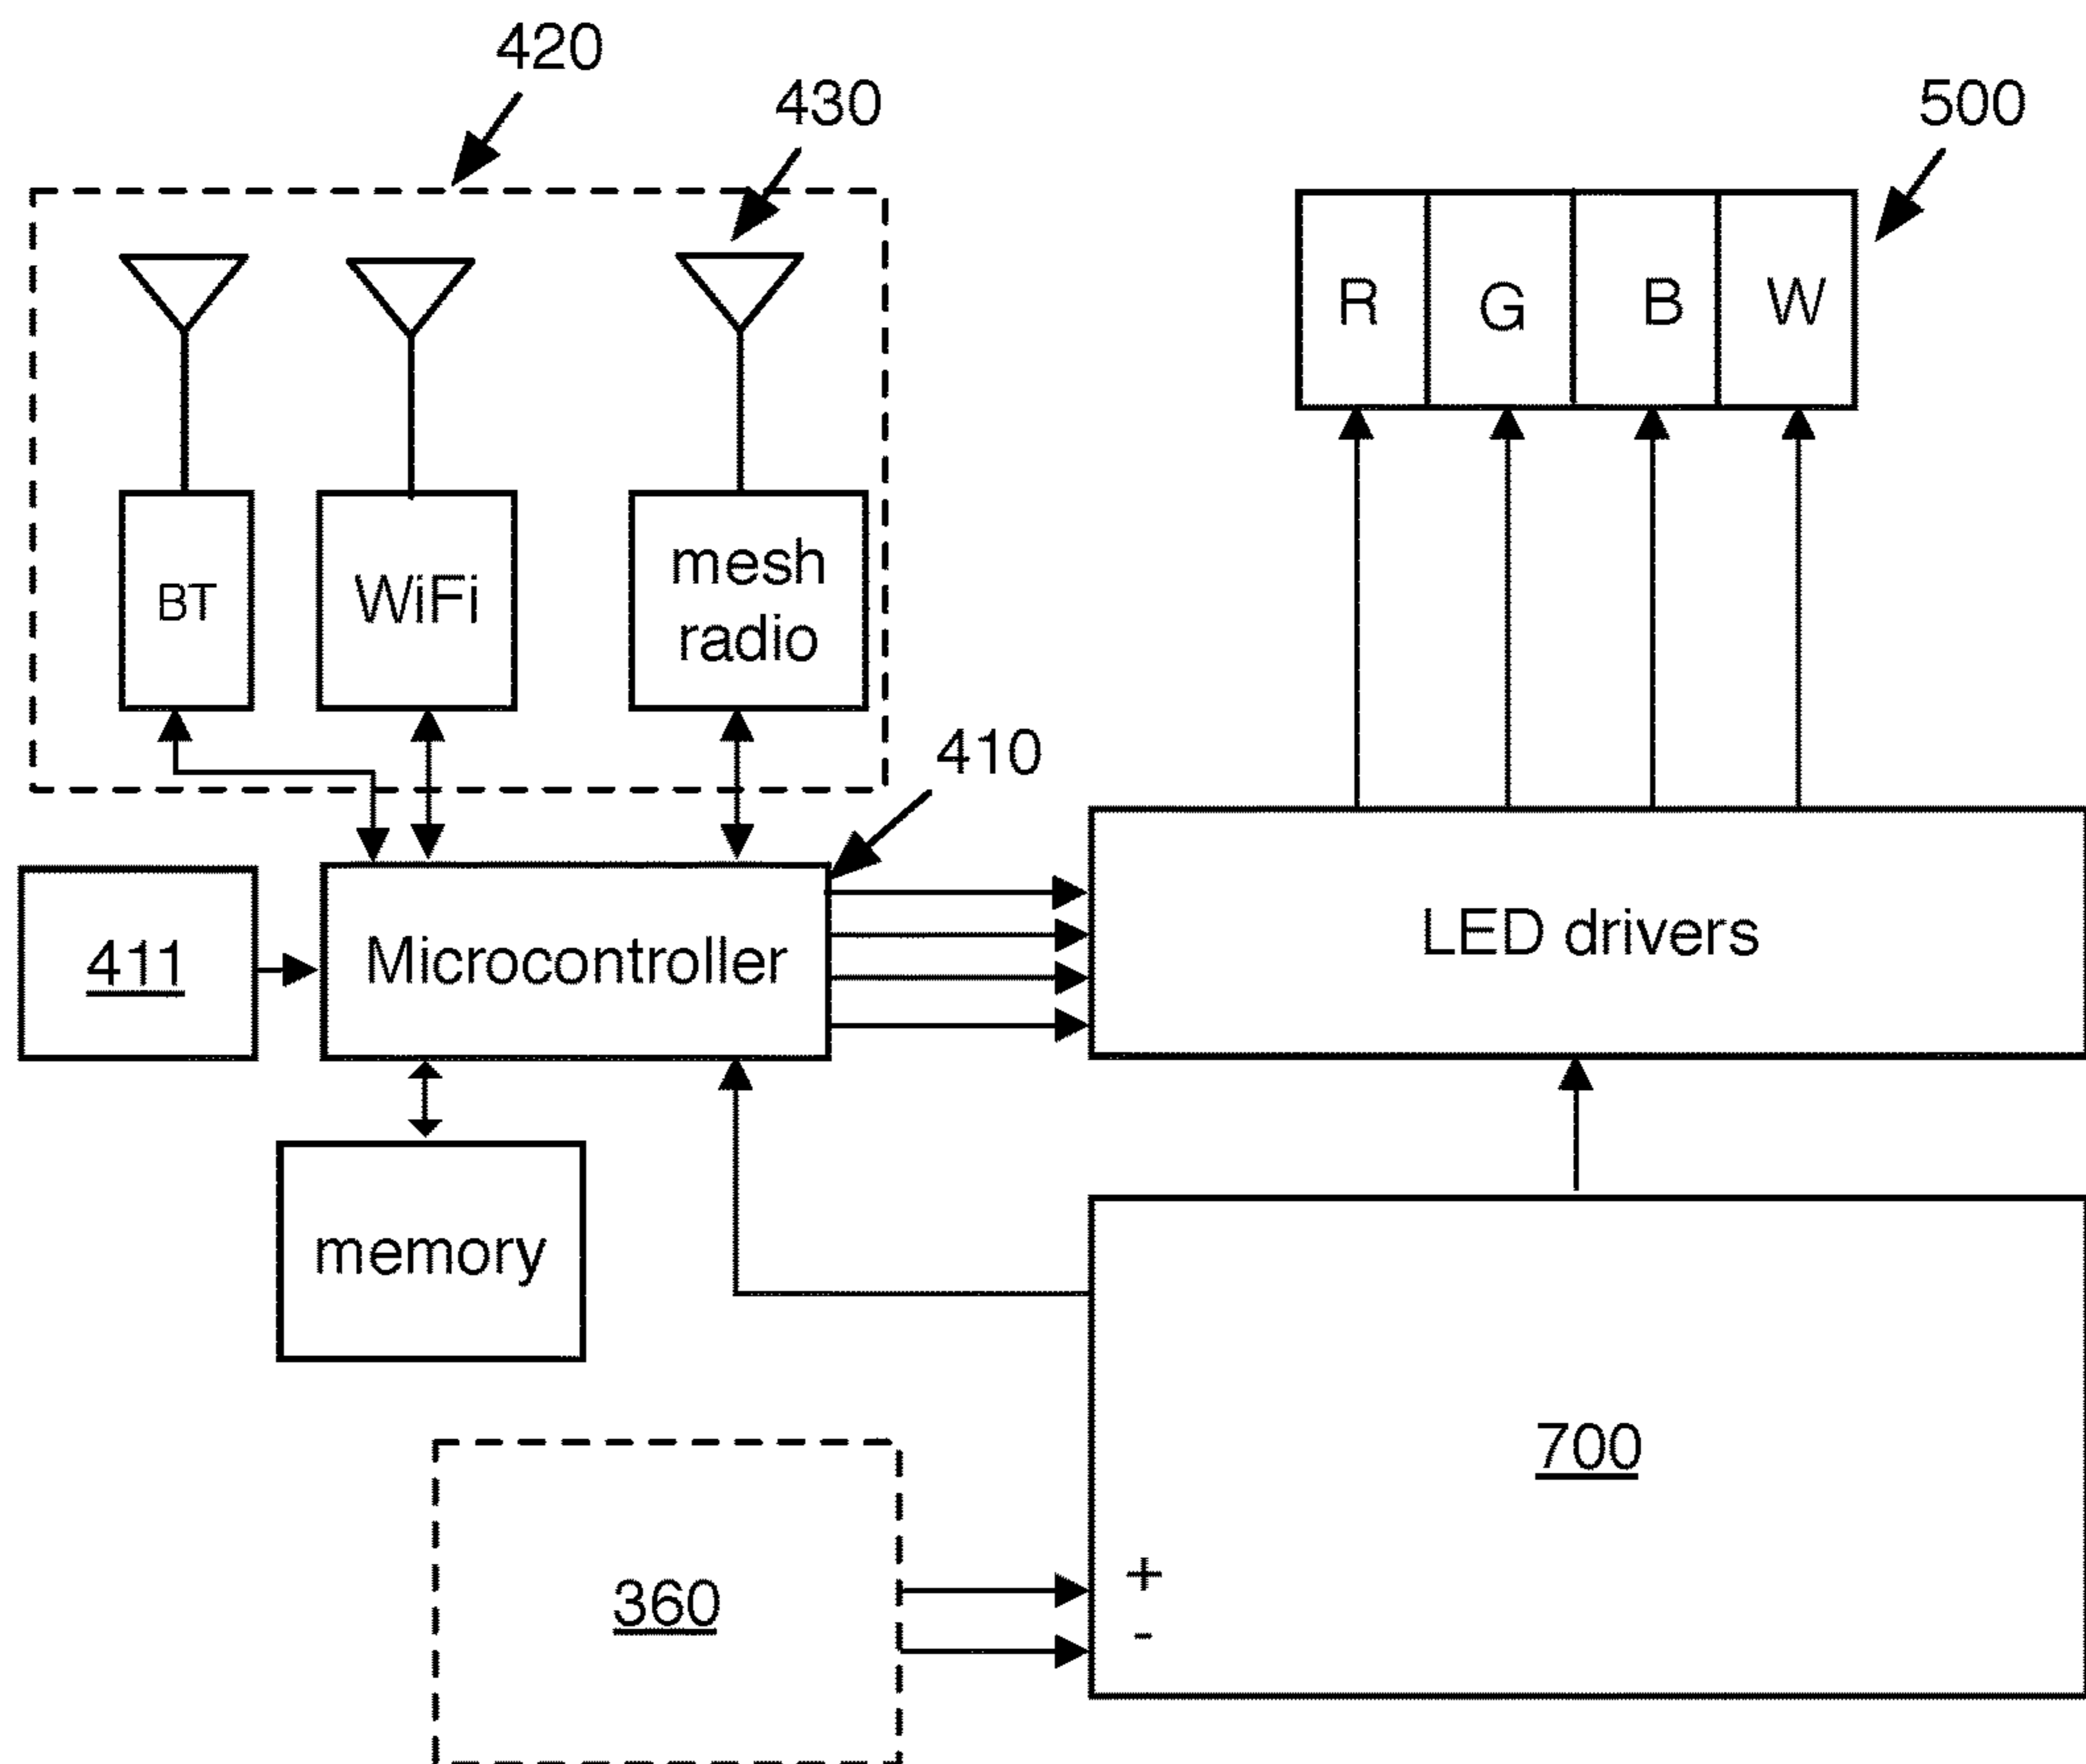 420
430
500
R G B W
BT
WiFi
mesh
radio
410
411
Microcontroller
LED drivers
memory
700
360
+
-